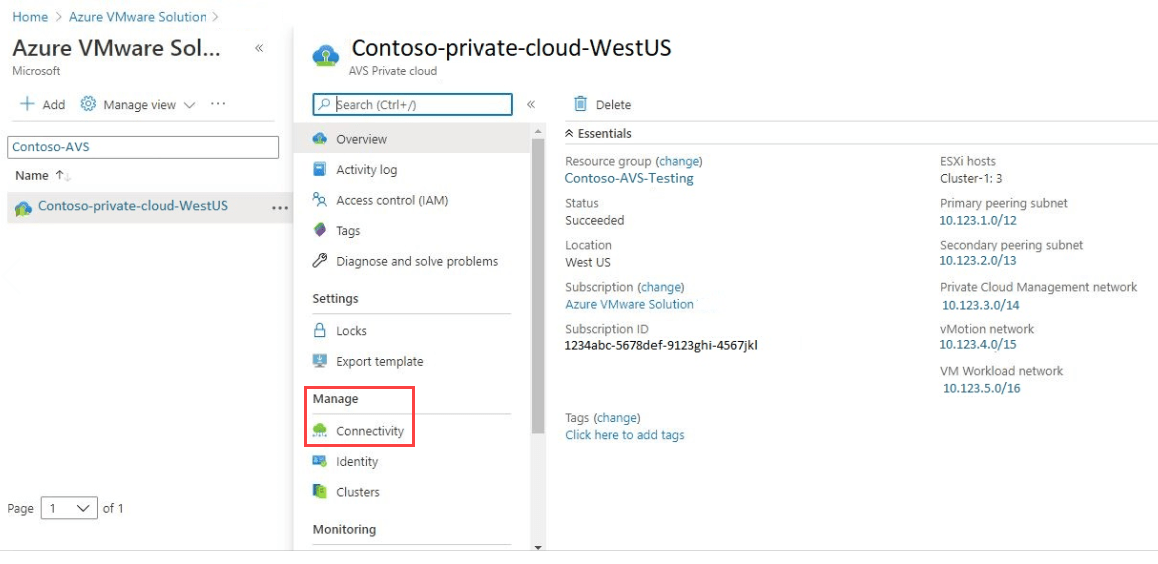 Home > Azure VMware Solution >
Azure VMware Sol... «
Microsoft
+ Add Manage view ...
Contoso-AVS
Name ↑↓
Contoso-private-cloud-WestUS ...
Page 1 of 1
Contoso-private-cloud-WestUS
AVS Private cloud
Search (Ctrl+/) «
Overview
Activity log
Access control (IAM)
Tags
Diagnose and solve problems
Settings
Locks
Export template
Manage
Connectivity
Identity
Clusters
Monitoring
Delete
Essentials
Resource group (change)
Contoso-AVS-Testing
Status
Succeeded
Location
West US
Subscription (change)
Azure VMware Solution
Subscription ID
1234abc-5678def-9123ghi-4567jkl
Tags (change)
Click here to add tags
ESXi hosts
Cluster-1: 3
Primary peering subnet
10.123.1.0/12
Secondary peering subnet
10.123.2.0/13
Private Cloud Management network
10.123.3.0/14
vMotion network
10.123.4.0/15
VM Workload network
10.123.5.0/16